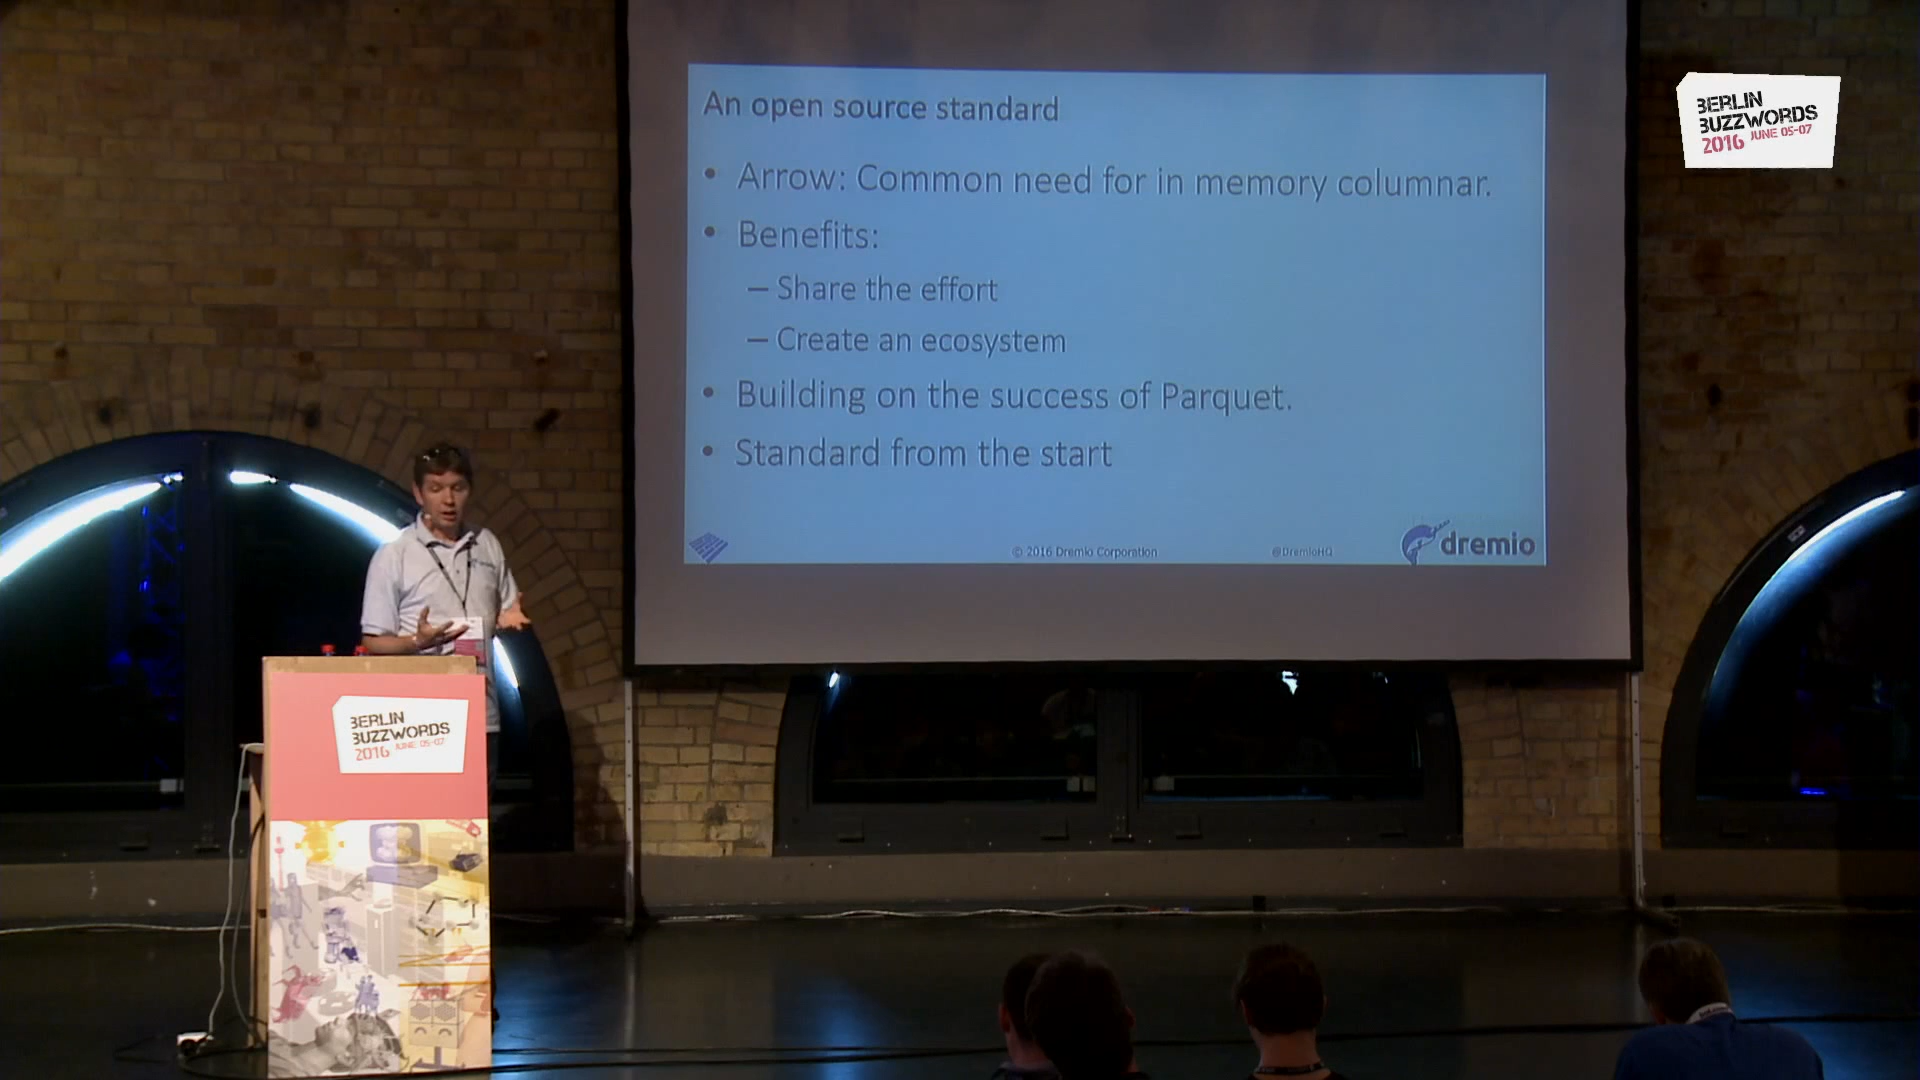 An open source standard
• Arrow: Common need for in memory columnar.
• Benefits:
– Share the effort
– Create an ecosystem
• Building on the success of Parquet.
• Standard from the start
© 2016 Dremio Corporation
@DremioHQ
dremio
BERLIN
BUZZWORDS
2016 JUNE 05-07
BERLIN
BUZZWORDS
2016 JUNE 05-07